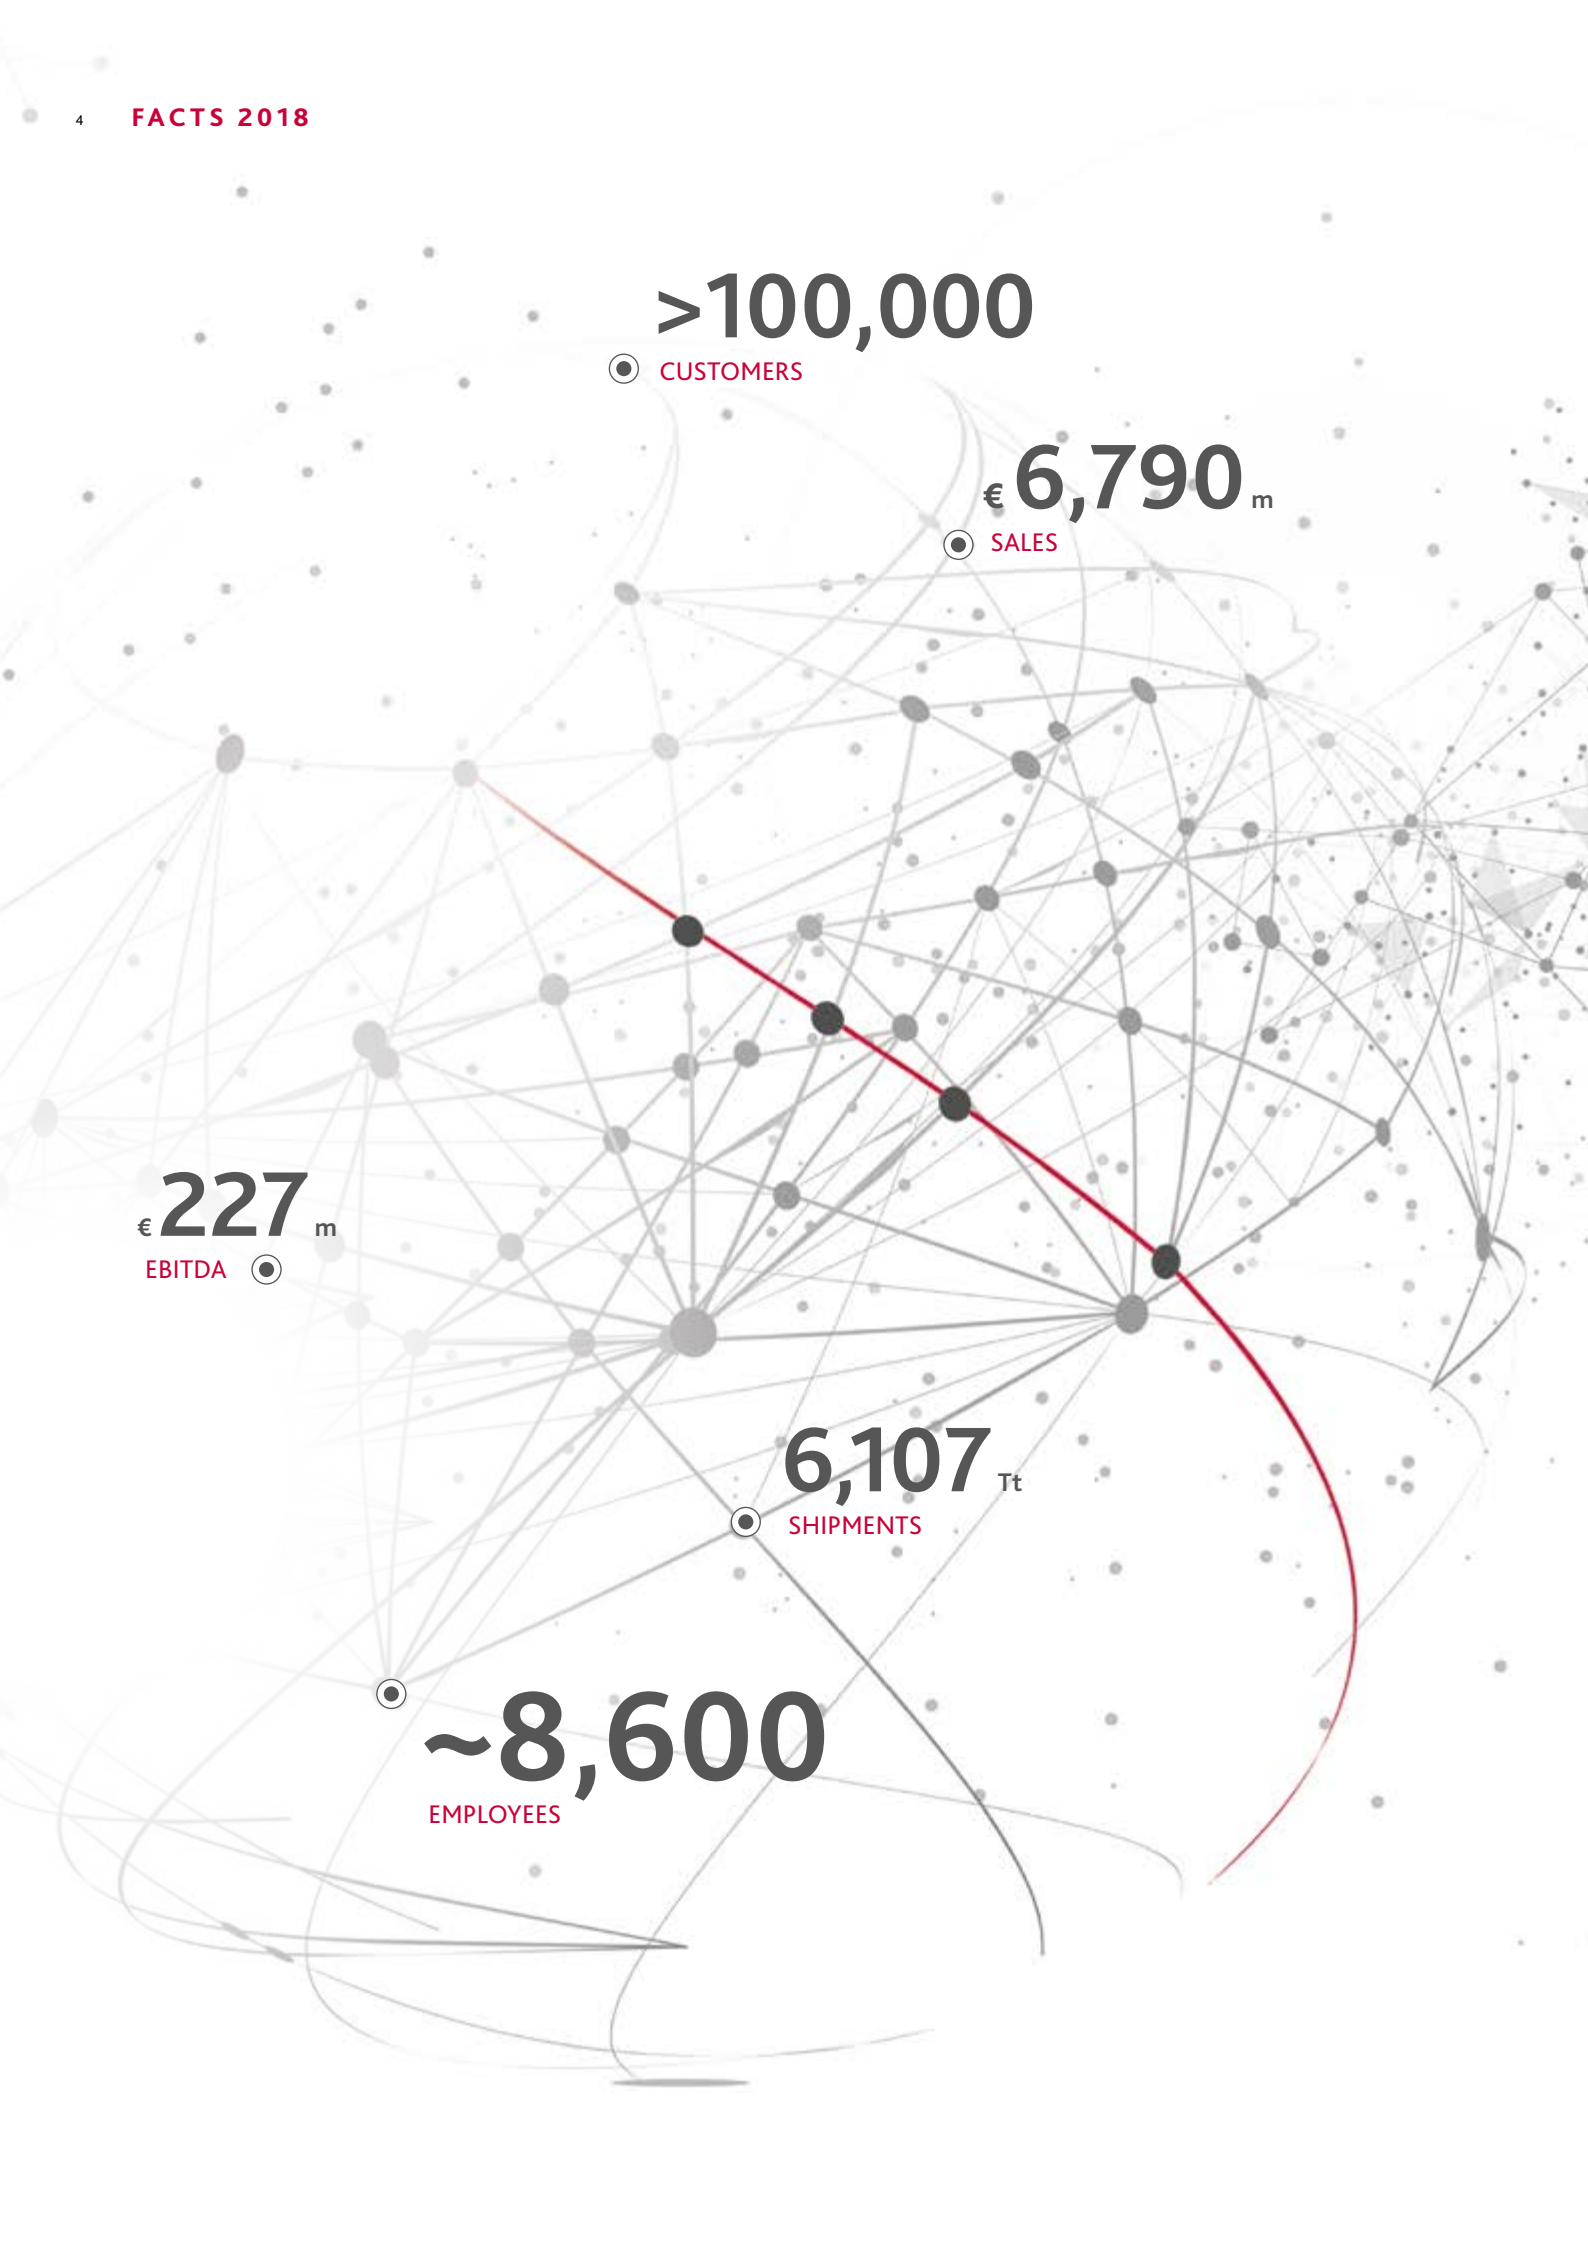 4 FACTS 2018
>100,000
CUSTOMERS
€ 6,790 m
SALES
€ 227 m
EBITDA
6,107 Tt
SHIPMENTS
~8,600
EMPLOYEES